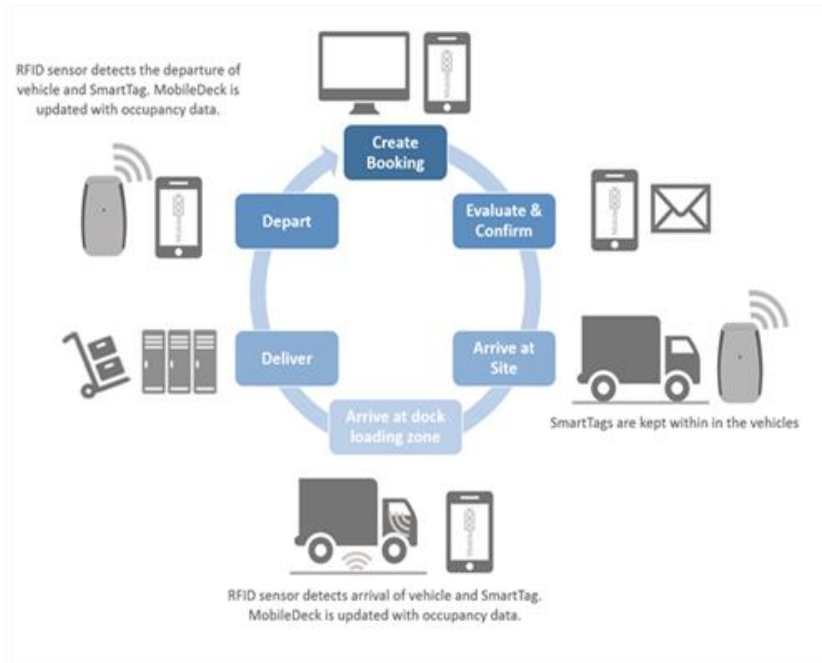 RFID sensor detects the departure of
vehicle and SmartTag. MobileDeck is
updated with occupancy data.
Create
Booking
Depart
Evaluate &
Confirm
Deliver
Arrive at
Site
Arrive at dock
loading zone
SmartTags are kept within in the vehicles
RFID sensor detects arrival of vehicle and SmartTag.
MobileDeck is updated with occupancy data.